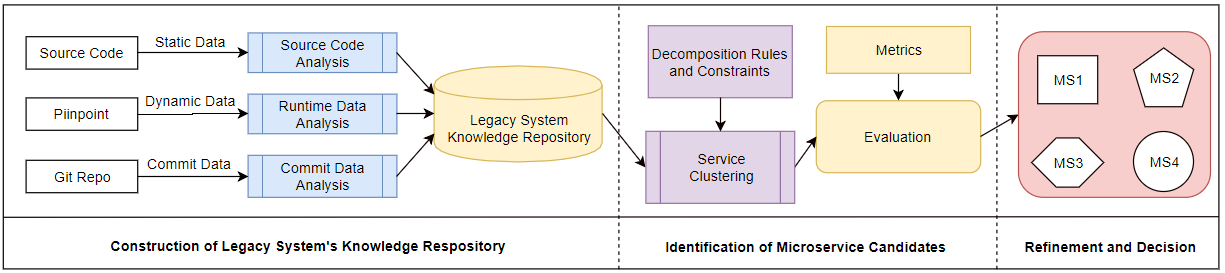 Source Code
Static Data
Source Code
Analysis
Piinpoint
Dynamic Data
Runtime Data
Analysis
Git Repo
Commit Data
Commit Data
Analysis
Legacy System
Knowledge Repository
Decomposition Rules
and Constraints
Service
Clustering
Metrics
Evaluation
MS1
MS2
MS3
MS4
Construction of Legacy System's Knowledge Respository
Identification of Microservice Candidates
Refinement and Decision